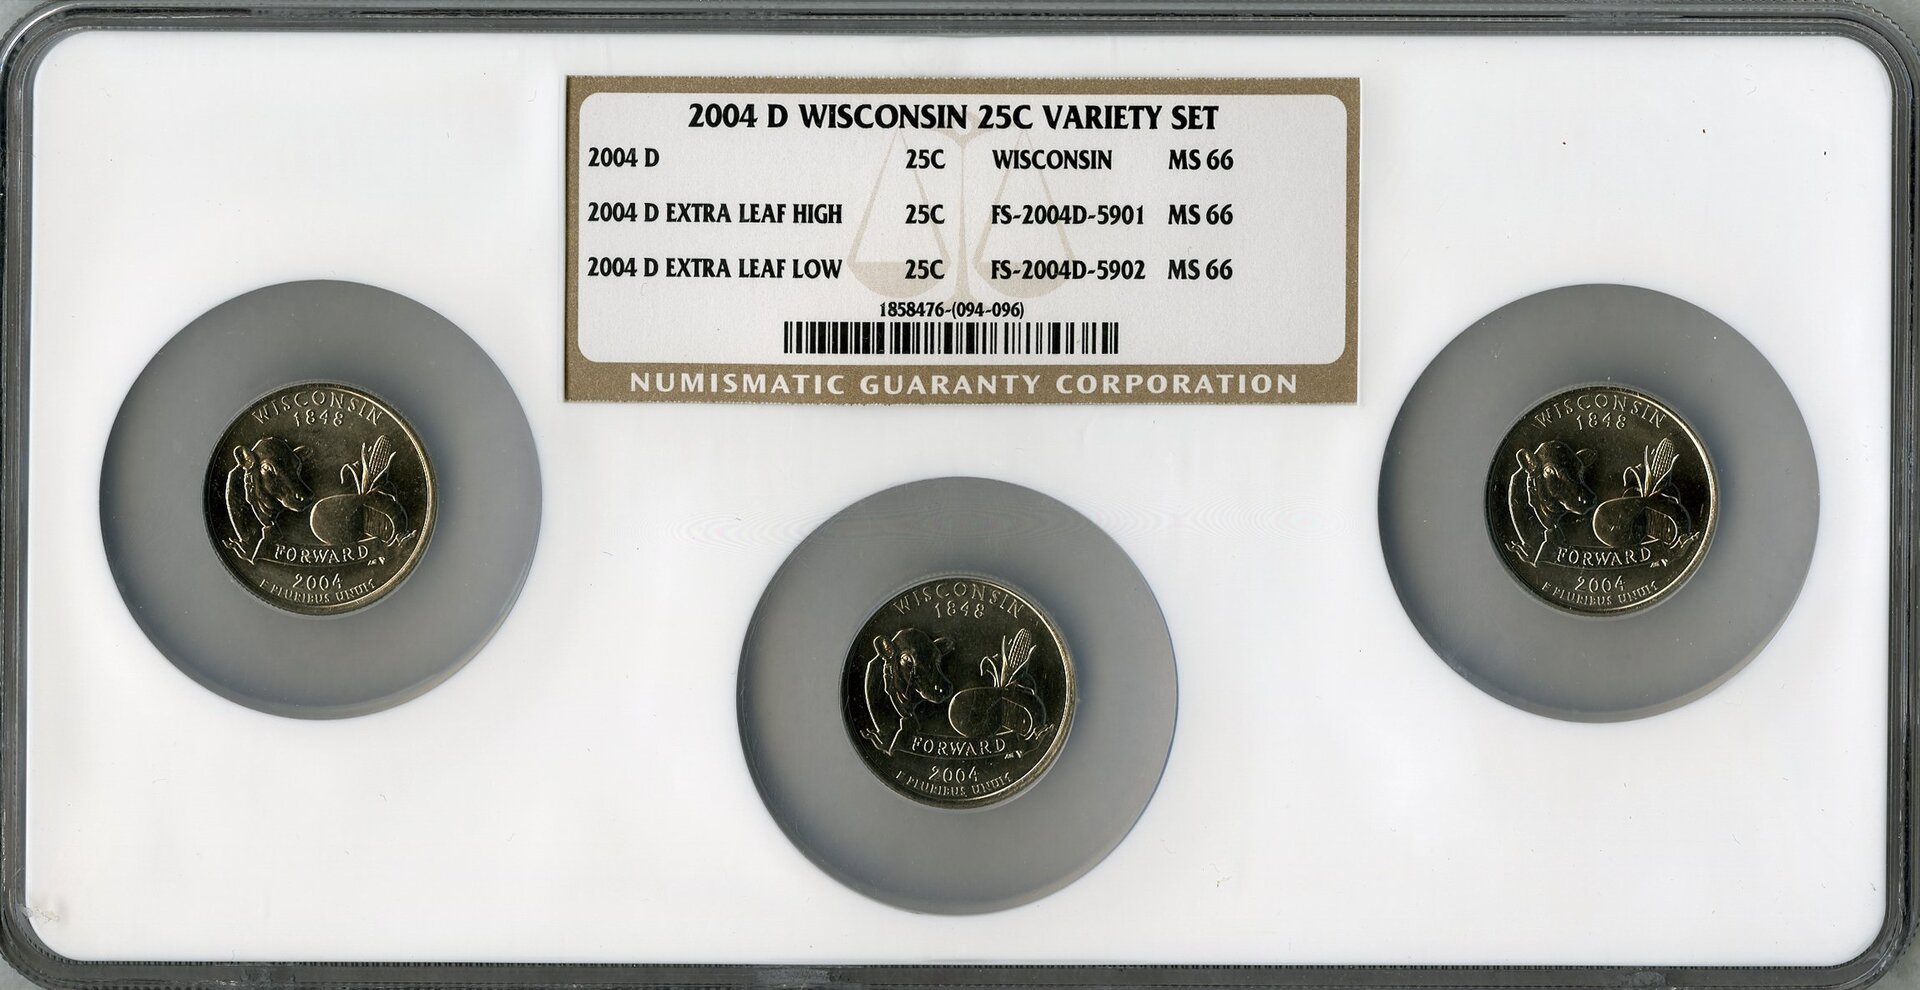 2004 D WISCONSIN 25C VARIETY SET
2004 D 25C WISCONSIN MS 66
2004 D EXTRA LEAF HIGH 25C FS-2004D-5901 MS 66
2004 D EXTRA LEAF LOW 25C FS-2004D-5902 MS 66
1858476-(094-096)
NUMISMATIC GUARANTY CORPORATION
WISCONSIN
1848
FORWARD
2004
E PLURIBUS UNUM
WISCONSIN
1848
FORWARD
2004
E PLURIBUS UNUM
WISCONSIN
1848
FORWARD
2004
E PLURIBUS UNUM